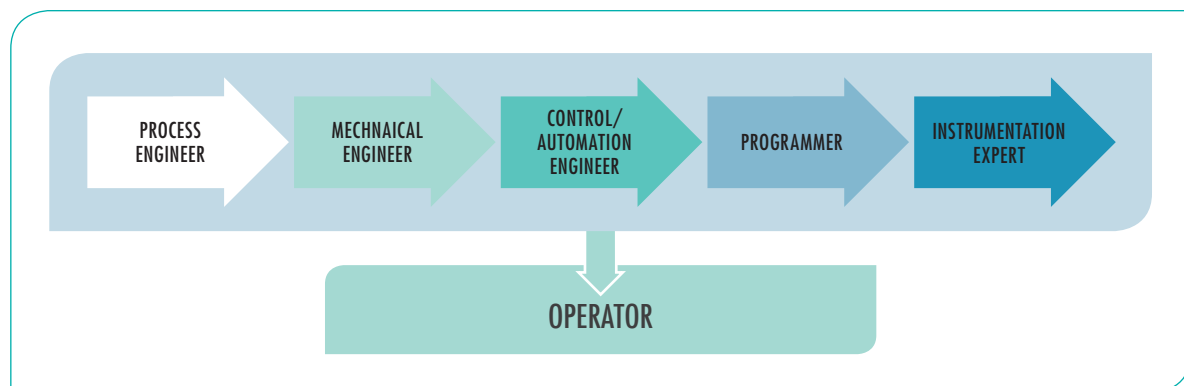 PROCESS
ENGINEER
MECHNAICAL
ENGINEER
CONTROL/
AUTOMATION
ENGINEER
PROGRAMMER
INSTRUMENTATION
EXPERT
OPERATOR